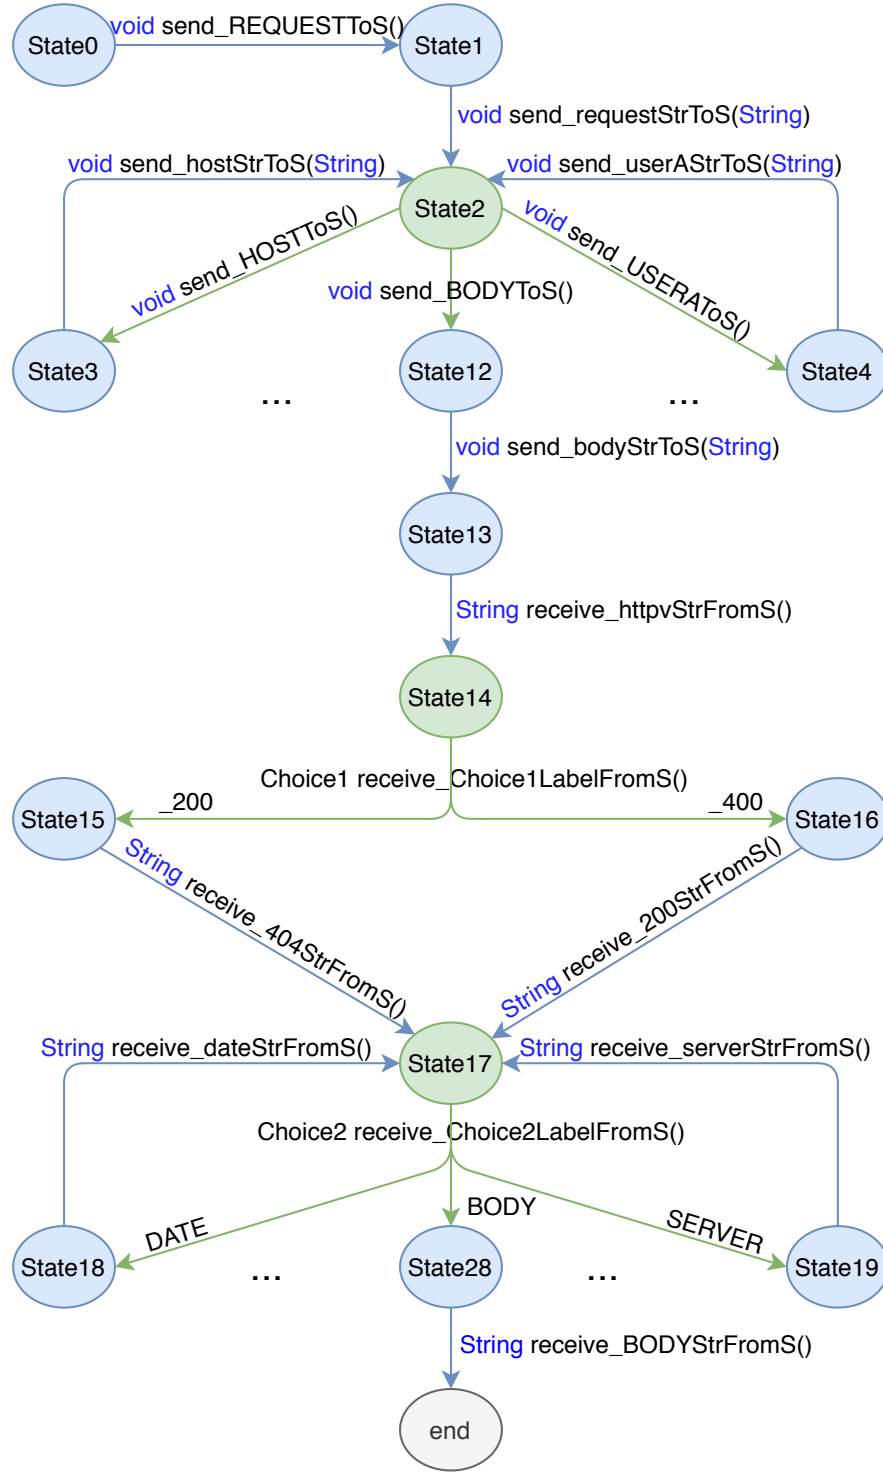 State0
void send_REQUESTToS()
State1
void send_requestStrToS(String)
void send_hostStrToS(String)
void send_userAStrToS(String)
State2
void send_HOSTToS()
void send_BODYToS()
void send_USERAToS()
State3
...
State12
...
State4
void send_bodyStrToS(String)
State13
String receive_httpvStrFromS()
State14
Choice1 receive_Choice1LabelFromS()
_200
_400
State15
State16
String receive_404StrFromS()
String receive_200StrFromS()
String receive_dateStrFromS()
State17
String receive_serverStrFromS()
Choice2 receive_Choice2LabelFromS()
DATE
BODY
SERVER
State18
...
State28
...
State19
String receive_BODYStrFromS()
end